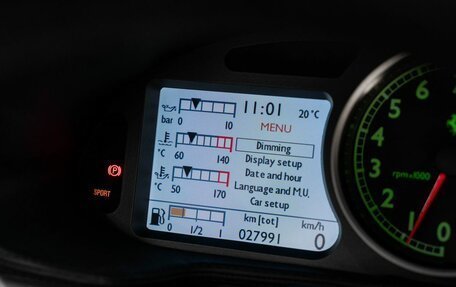 11:01 20°C
bar 0 10
MENU
Dimming
°C 60 140
Display setup
Date and hour
°C 50 170
Language and M.U.
Car setup
km [tot] km/h
0 1/2 1
027991 0
P
SPORT
6
5
4
3
2
1
0
rpm x1000